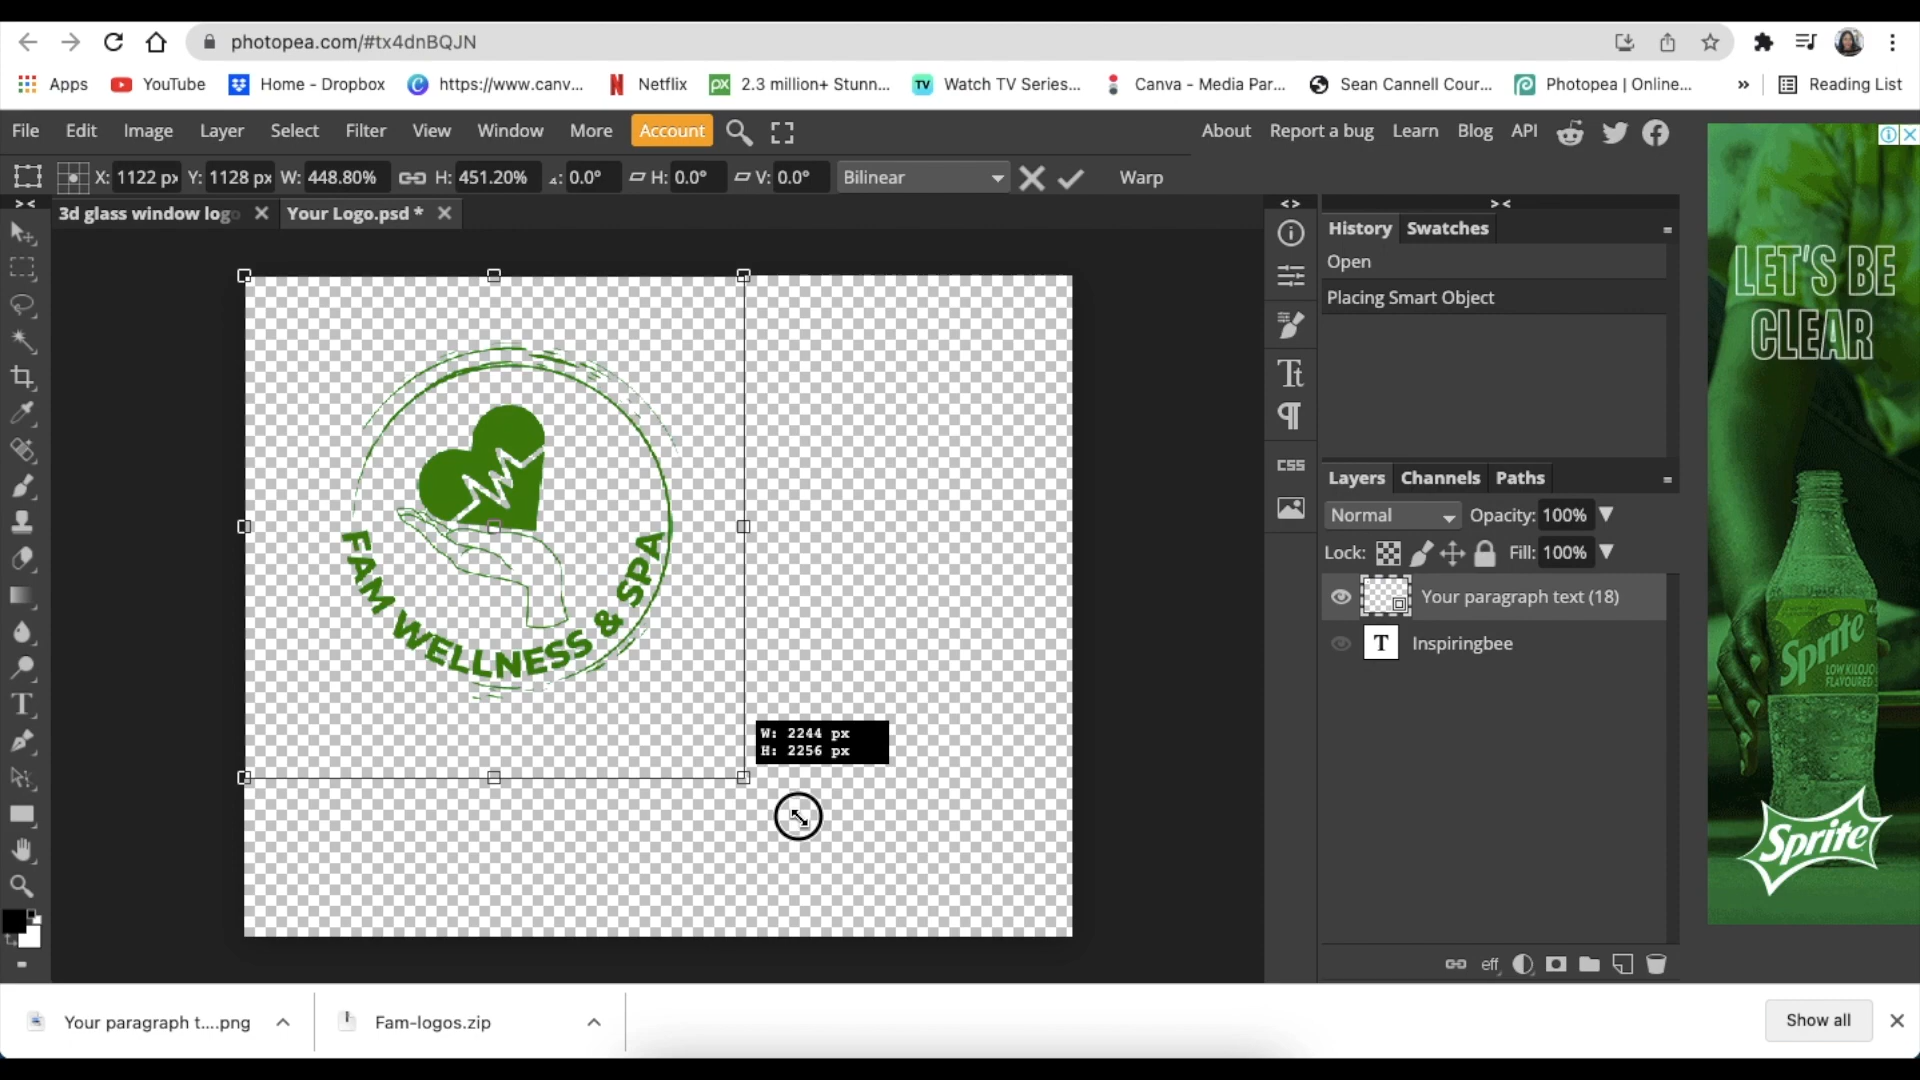 photopea.com/#tx4dnBQJN
Apps YouTube Home - Dropbox https://www.canv... Netflix 2.3 million+ Stunn... Watch TV Series... Canva - Media Par... Sean Cannell Cour... Photopea | Online... » Reading List
File Edit Image Layer Select Filter View Window More Account About Report a bug Learn Blog API
X: 1122 px Y: 1128 px W: 448.80% H: 451.20% 0.0° H: 0.0° V: 0.0° Bilinear Warp
3d glass window logo Your Logo.psd *
History Swatches
Open
Placing Smart Object
CSS
Layers Channels Paths
Normal Opacity: 100%
Lock: Fill: 100%
Your paragraph text (18)
T Inspiringbee
eff
FAM WELLNESS & SPA
W: 2244 px
H: 2256 px
LET'S BE
CLEAR
Sprite
LOW KILOJOULE
FLAVOURED
Sprite
Your paragraph t....png Fam-logos.zip Show all